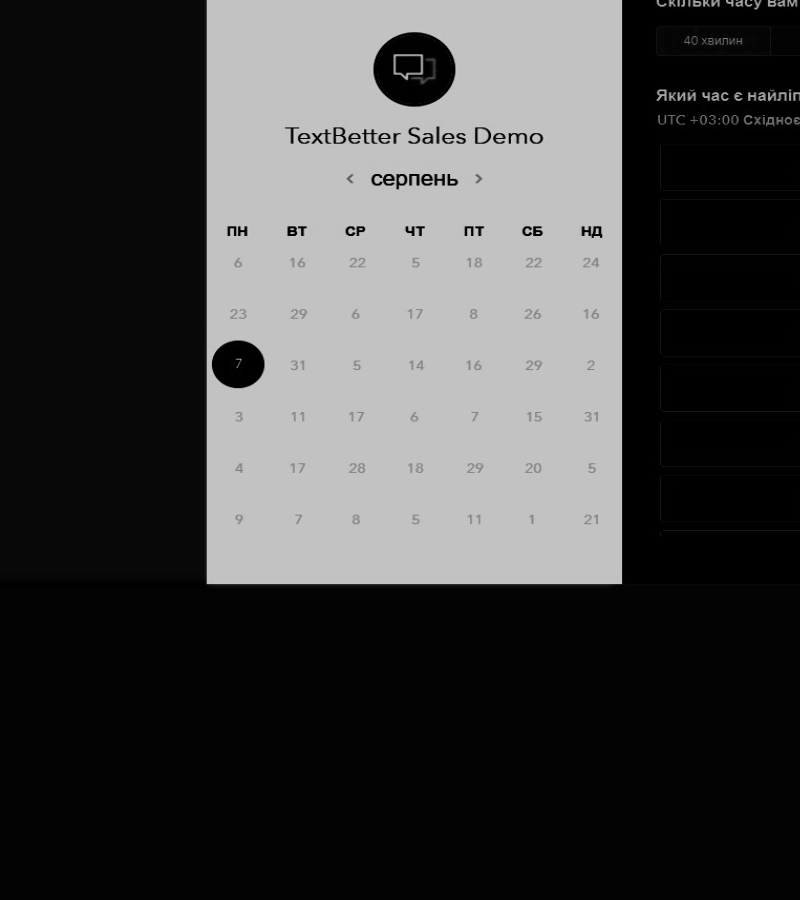 TextBetter Sales Demo
< серпень >
ПН ВТ СР ЧТ ПТ СБ НД
6 16 22 5 18 22 24
23 29 6 17 8 26 16
7 31 5 14 16 29 2
3 11 17 6 7 15 31
4 17 28 18 29 20 5
9 7 8 5 11 1 21
Скільки часу вам
40 хвилин
Який час є
UTC +03:00